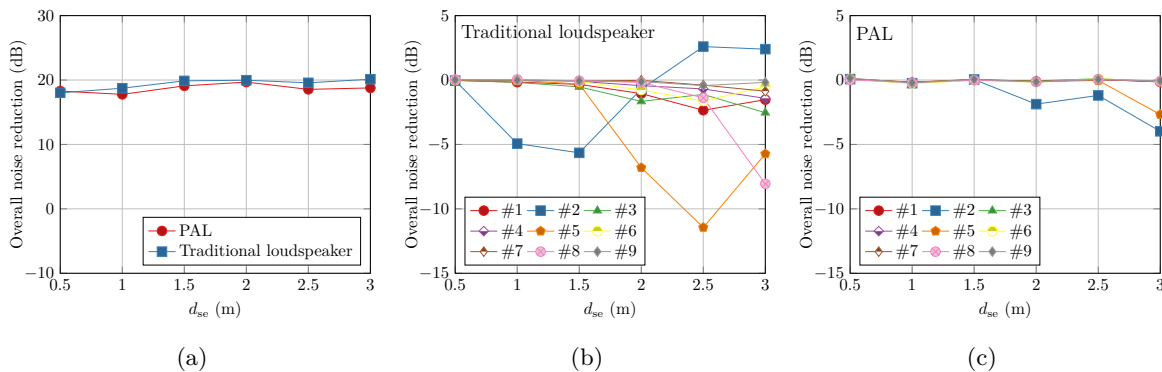 Overall noise reduction (dB)
30
20
10
0
−10
PAL
Traditional loudspeaker
0.5 1 1.5 2 2.5 3
dse (m)
(a)
Overall noise reduction (dB)
Traditional loudspeaker
5
0
−5
−10
−15
#1 #2 #3
#4 #5 #6
#7 #8 #9
0.5 1 1.5 2 2.5 3
dse (m)
(b)
Overall noise reduction (dB)
PAL
5
0
−5
−10
−15
#1 #2 #3
#4 #5 #6
#7 #8 #9
0.5 1 1.5 2 2.5 3
dse (m)
(c)